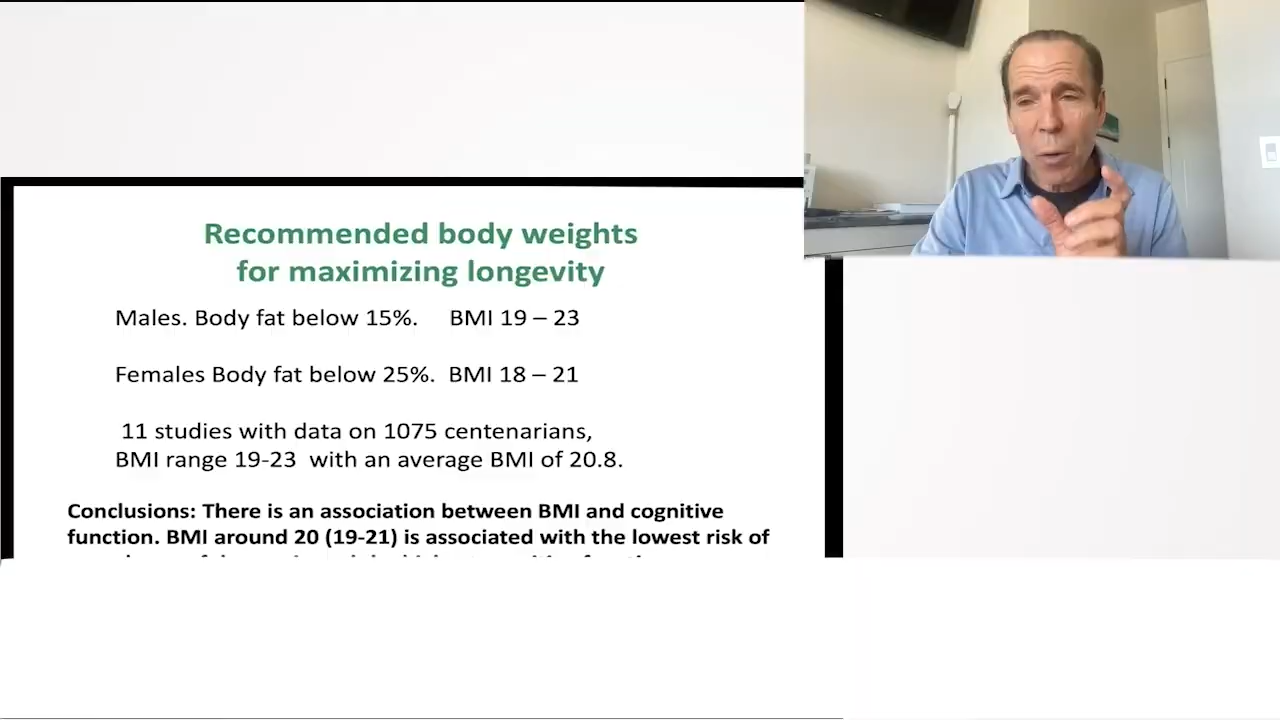 Recommended body weights
for maximizing longevity
Males. Body fat below 15%. BMI 19 – 23
Females Body fat below 25%. BMI 18 – 21
11 studies with data on 1075 centenarians,
BMI range 19-23 with an average BMI of 20.8.
Conclusions: There is an association between BMI and cognitive
function. BMI around 20 (19-21) is associated with the lowest risk of